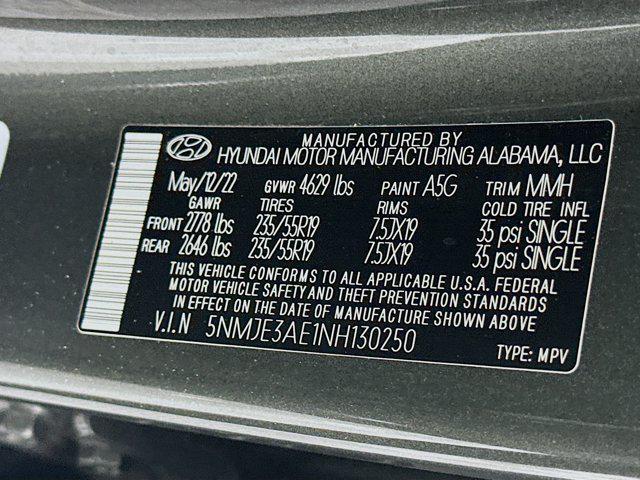 MANUFACTURED BY
HYUNDAI MOTOR MANUFACTURING ALABAMA, LLC
May/12/22 GVWR 4629 lbs PAINT A5G TRIM MMH
GAWR TIRES RIMS COLD TIRE INFL
FRONT 2778 lbs 235/55R19 7.5JX19 35 psi SINGLE
REAR 2646 lbs 235/55R19 7.5JX19 35 psi SINGLE
THIS VEHICLE CONFORMS TO ALL APPLICABLE U.S.A. FEDERAL
MOTOR VEHICLE SAFETY AND THEFT PREVENTION STANDARDS
IN EFFECT ON THE DATE OF MANUFACTURE SHOWN ABOVE
V.I.N 5NMJE3AE1NH130250
TYPE: MPV